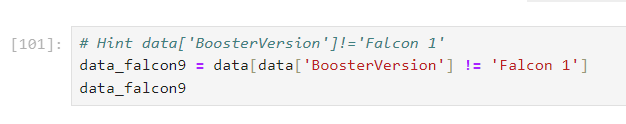 [101]: # Hint data['BoosterVersion']!='Falcon 1'
data_falcon9 = data[data['BoosterVersion'] != 'Falcon 1']
data_falcon9